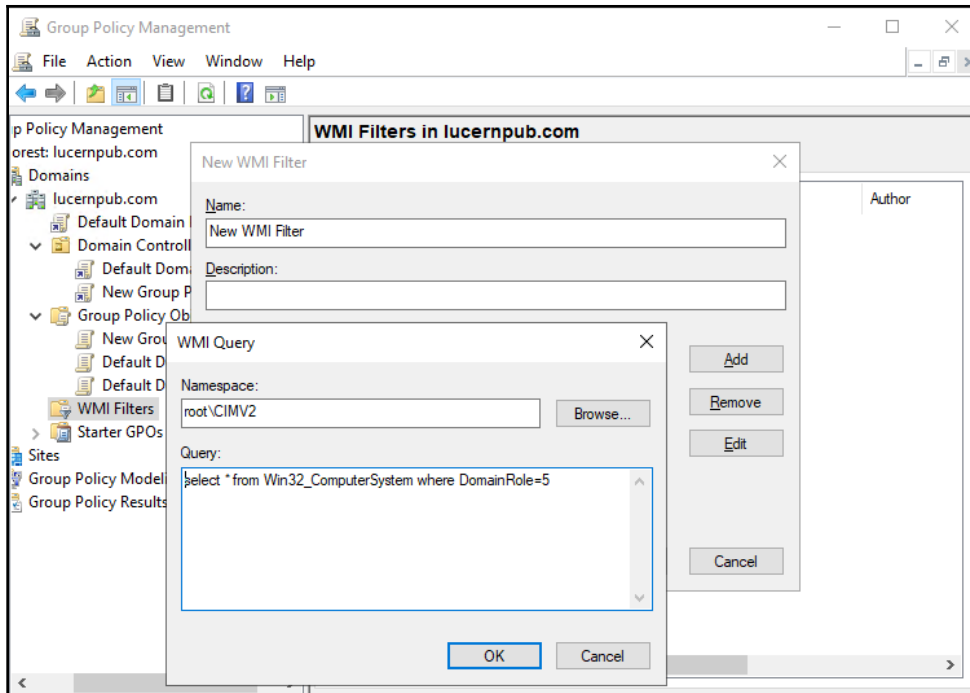 Group Policy Management
File Action View Window Help
p Policy Management
orest: lucernpub.com
Domains
lucernpub.com
Default Domain
Domain Controll
Default Dom
New Group P
Group Policy Ob
New Grou
Default D
Default D
WMI Filters
Starter GPOs
Sites
Group Policy Modeli
Group Policy Results
WMI Filters in lucernpub.com
Author
New WMI Filter
Name:
New WMI Filter
Description:
Add
Remove
Edit
Cancel
WMI Query
Namespace:
root\CIMV2
Browse...
Query:
select * from Win32_ComputerSystem where DomainRole=5
OK Cancel